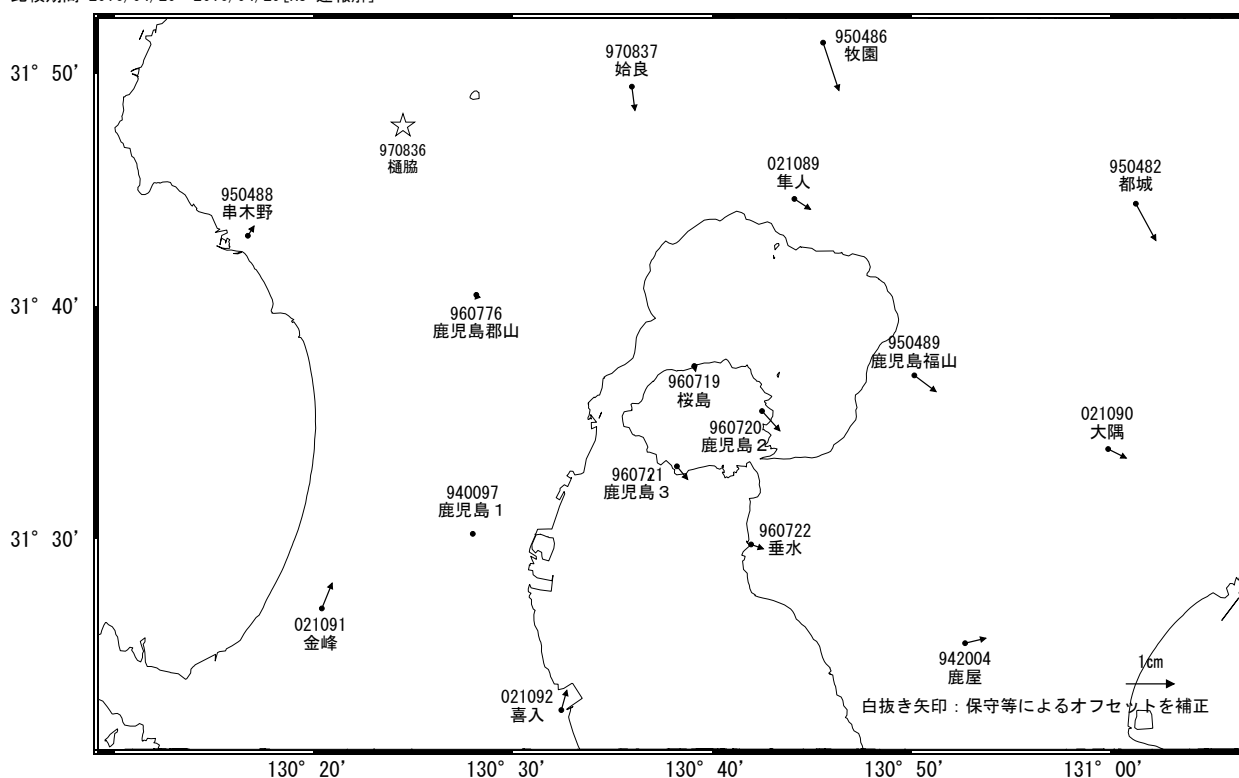 950486
牧園
970837
姶良
31° 50'
970836
樋脇
021089
隼人
950482
都城
950488
串木野
31° 40'
960776
鹿児島郡山
950489
鹿児島福山
960719
桜島
960720
鹿児島２
021090
大隅
960721
鹿児島３
940097
鹿児島１
31° 30'
960722
垂水
021091
金峰
942004
鹿屋
1cm
021092
喜入
白抜き矢印：保守等によるオフセットを補正
130° 20'
130° 30'
130° 40'
130° 50'
131° 00'